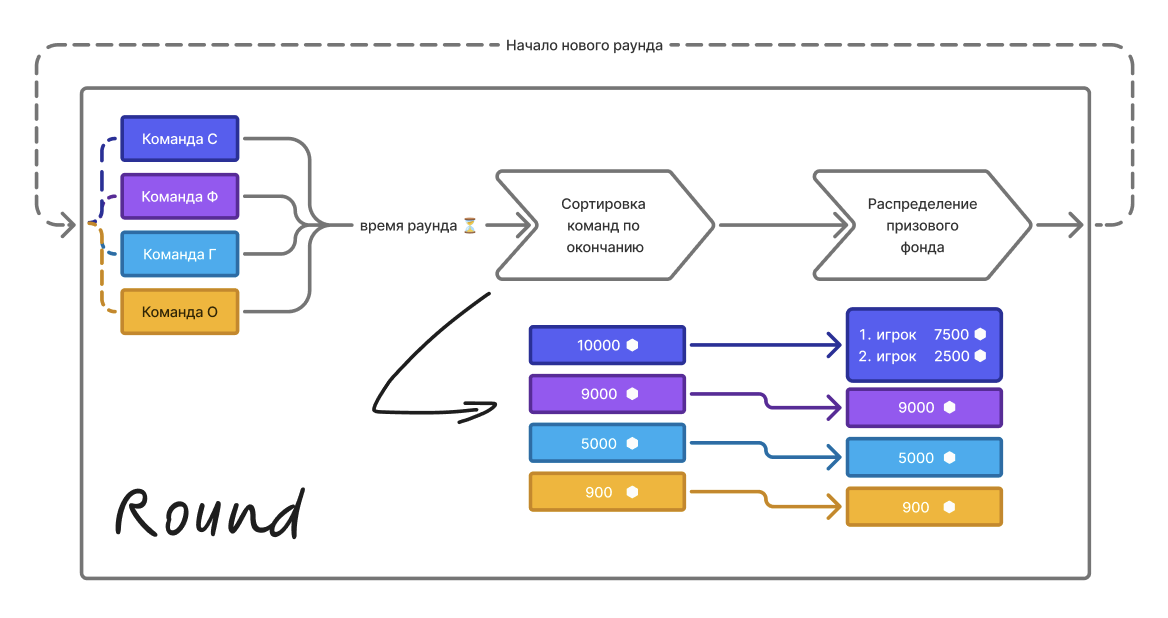 Начало нового раунда
Команда С
Команда Ф
Команда Г
Команда О
время раунда ⏳
Сортировка
команд по
окончанию
Распределение
призового
фонда
10000
9000
5000
900
1. игрок 7500
2. игрок 2500
9000
5000
900
Round